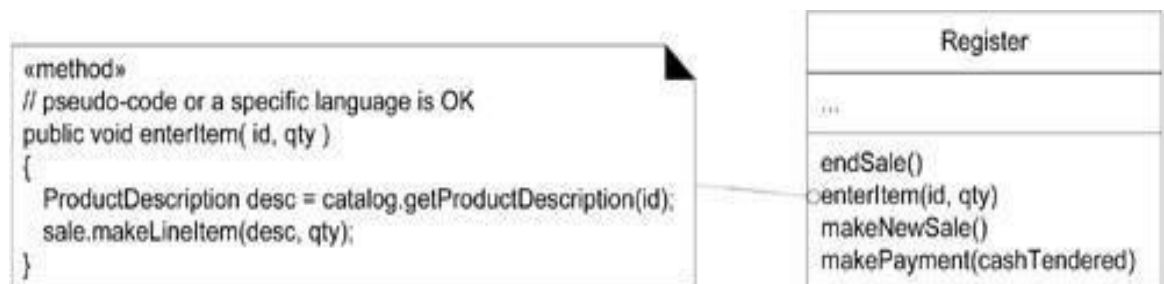 «method»
// pseudo-code or a specific language is OK
public void enterItem( id, qty )
{
ProductDescription desc = catalog.getProductDescription(id);
sale.makeLineItem(desc, qty);
}
Register
...
endSale()
enterItem(id, qty)
makeNewSale()
makePayment(cashTendered)